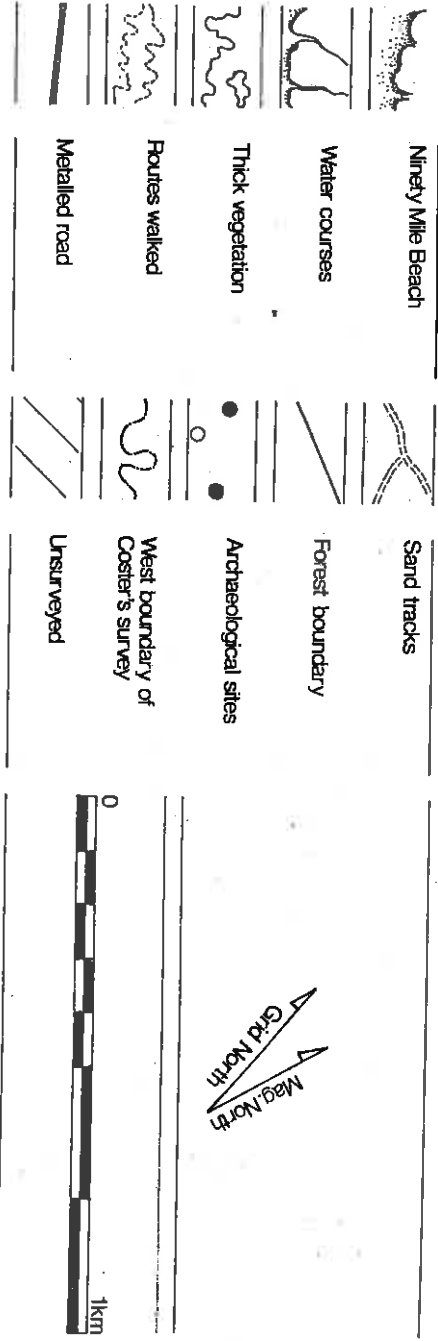 Ninety Mile Beach
Water courses
Thick vegetation
Routes walked
Metalled road
Sand tracks
Forest boundary
Archaeological sites
West boundary of
Coster's survey
Unsurveyed
Grid North
Mag.North
0
1km